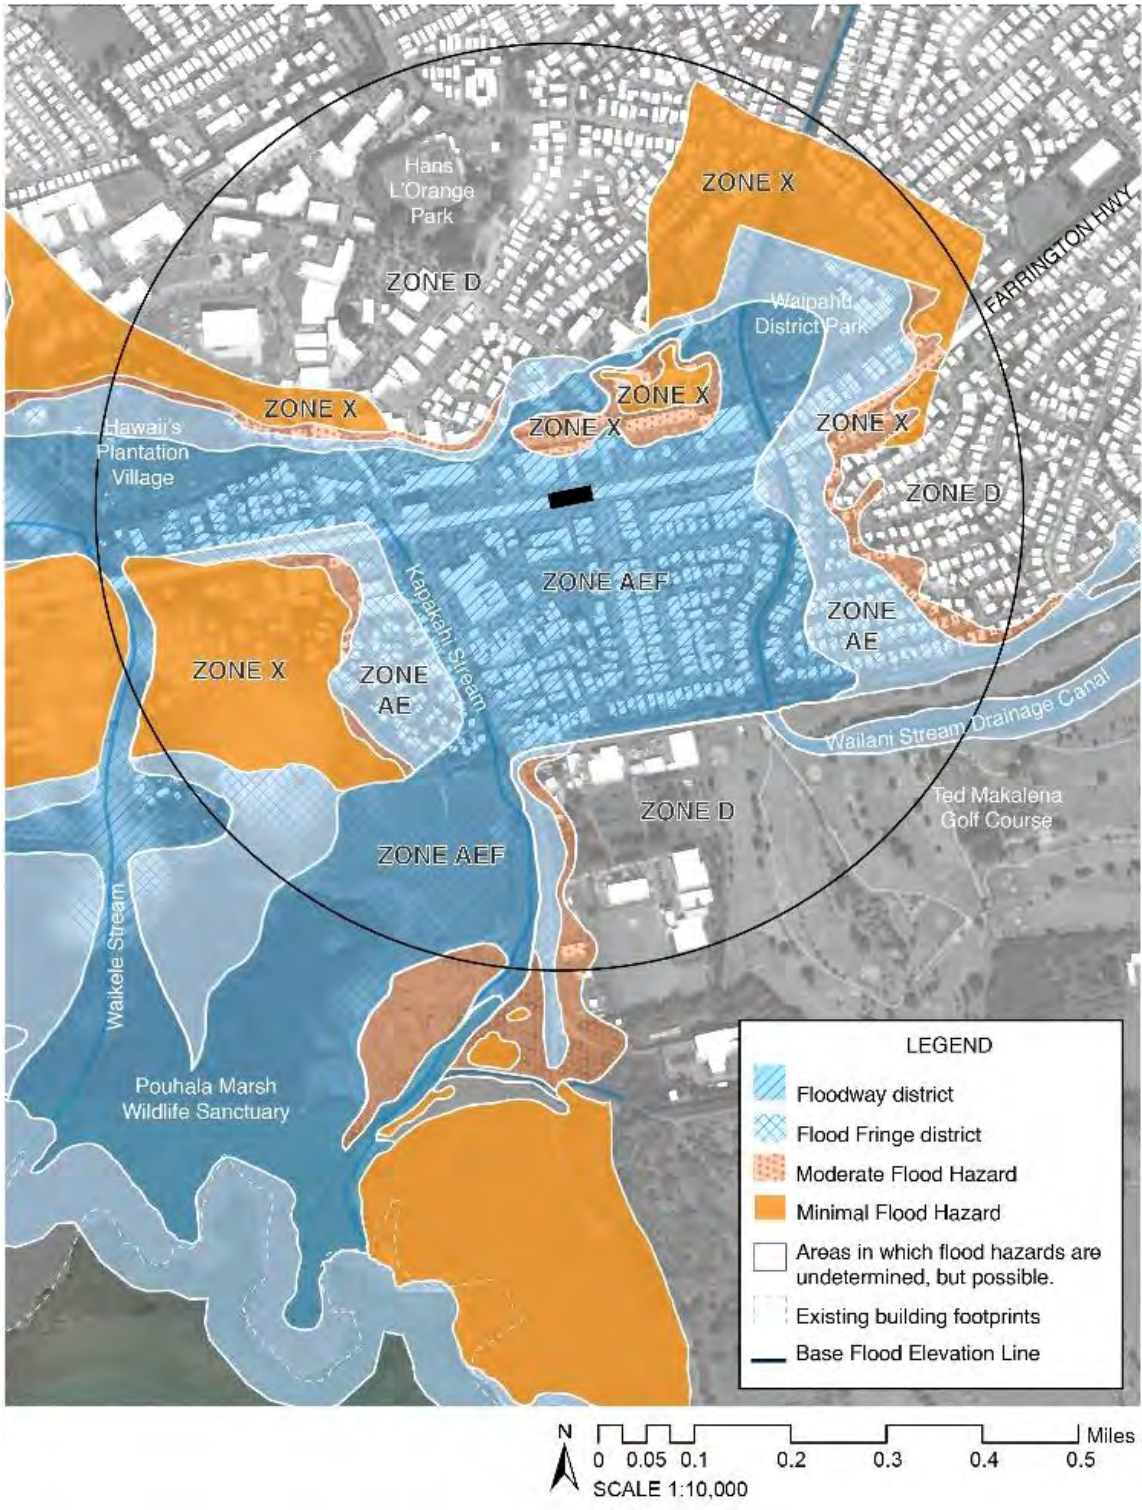 ZONE X
Hans
L'Orange
Park
FARRINGTON HWY
ZONE D
Waipahu
District Park
ZONE X
ZONE X
ZONE X
ZONE X
Hawaii's
Plantation
Village
ZONE D
ZONE AEF
Kapakahi Stream
ZONE
AE
ZONE X
ZONE
AE
Wailani Stream Drainage Canal
Ted Makalena
Golf Course
ZONE D
ZONE AEF
Waikele Stream
Pouhala Marsh
Wildlife Sanctuary
LEGEND
Floodway district
Flood Fringe district
Moderate Flood Hazard
Minimal Flood Hazard
Areas in which flood hazards are
undetermined, but possible.
Existing building footprints
Base Flood Elevation Line
N
0 0.05 0.1 0.2 0.3 0.4 0.5 Miles
SCALE 1:10,000